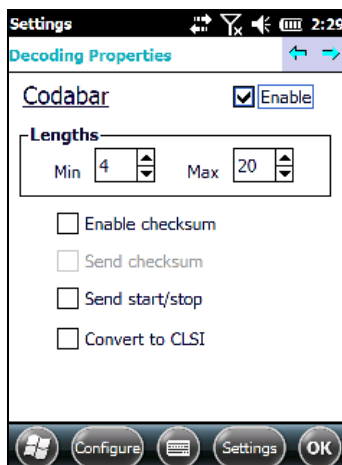 Settings 2:29
Decoding Properties
Codabar Enable
Lengths
Min 4 Max 20
Enable checksum
Send checksum
Send start/stop
Convert to CLSI
Configure Settings OK